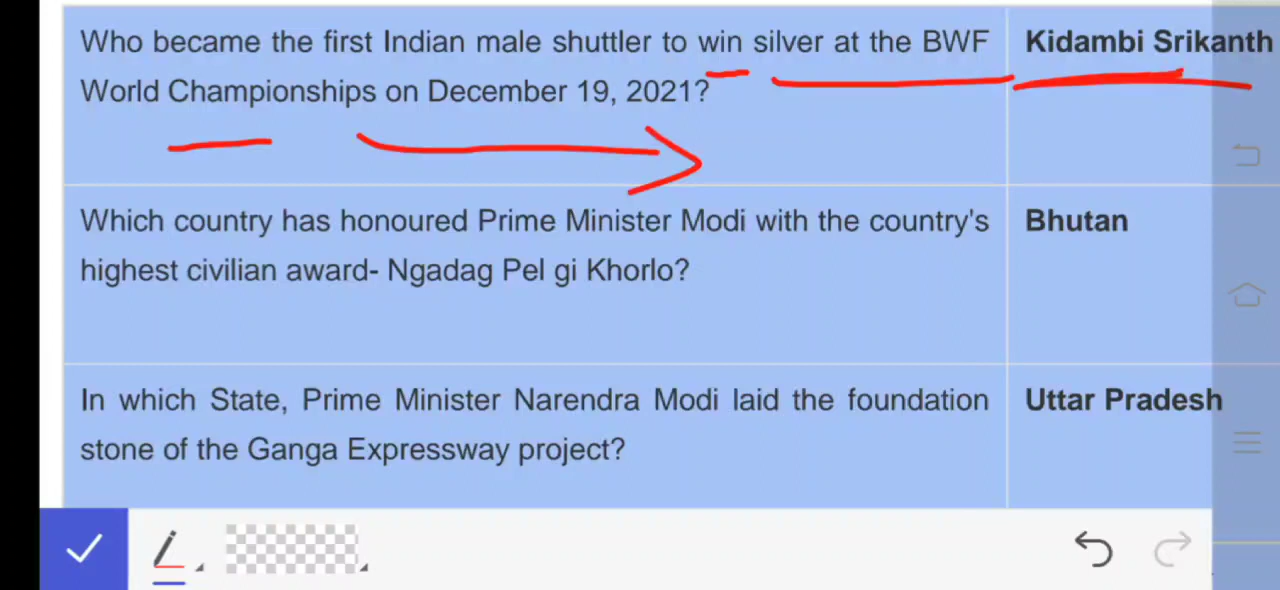 Who became the first Indian male shuttler to win silver at the BWF
World Championships on December 19, 2021?
Kidambi Srikanth
Which country has honoured Prime Minister Modi with the country's
highest civilian award- Ngadag Pel gi Khorlo?
Bhutan
In which State, Prime Minister Narendra Modi laid the foundation
stone of the Ganga Expressway project?
Uttar Pradesh